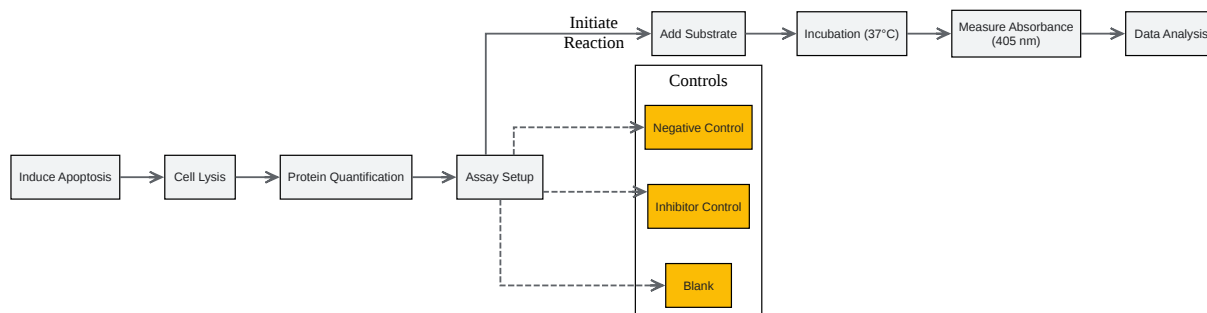 Initiate
Reaction
Add Substrate
Incubation (37°C)
Measure Absorbance
(405 nm)
Data Analysis
Controls
Negative Control
Induce Apoptosis
Cell Lysis
Protein Quantification
Assay Setup
Inhibitor Control
Blank